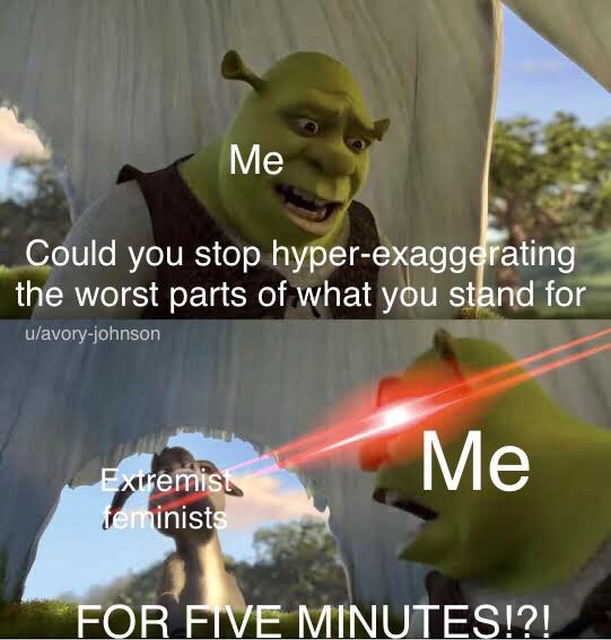 Me
Could you stop hyper-exaggerating
the worst parts of what you stand for
u/avory-johnson
Me
Extremist
feminists
FOR FIVE MINUTES!?!